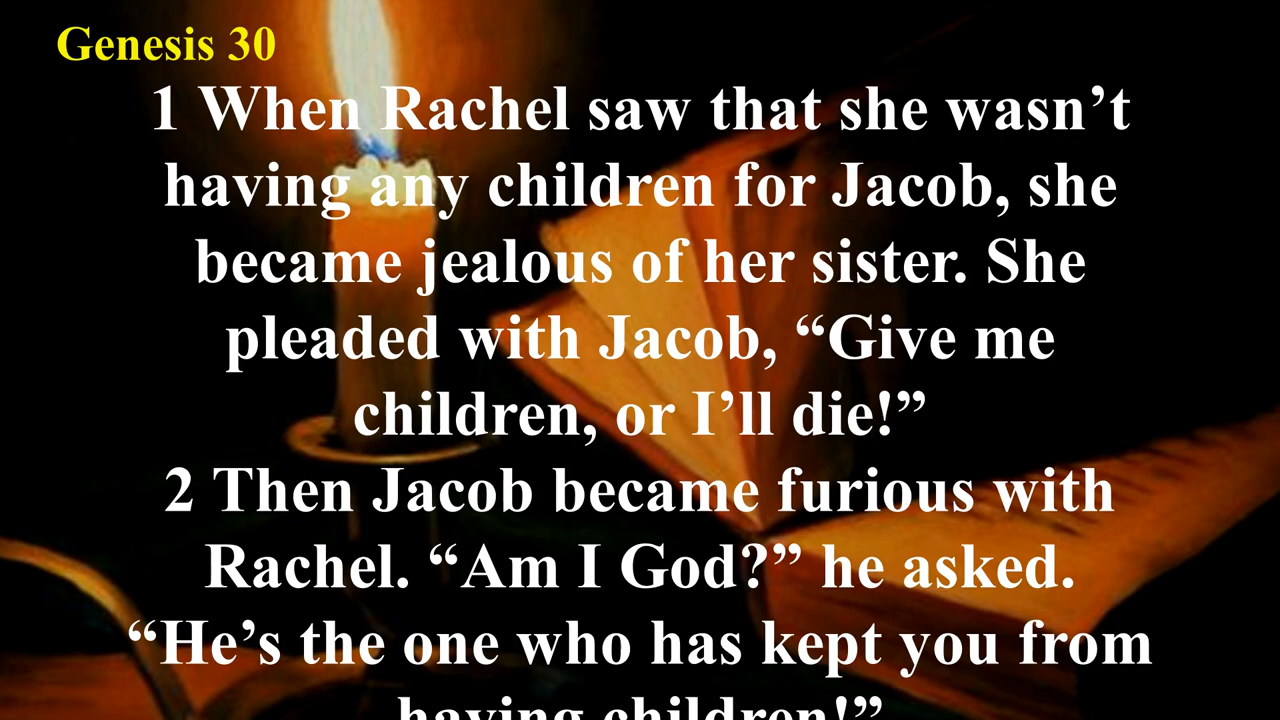 Genesis 30
1 When Rachel saw that she wasn’t
having any children for Jacob, she
became jealous of her sister. She
pleaded with Jacob, “Give me
children, or I’ll die!”
2 Then Jacob became furious with
Rachel. “Am I God?” he asked.
“He’s the one who has kept you from
having children!”